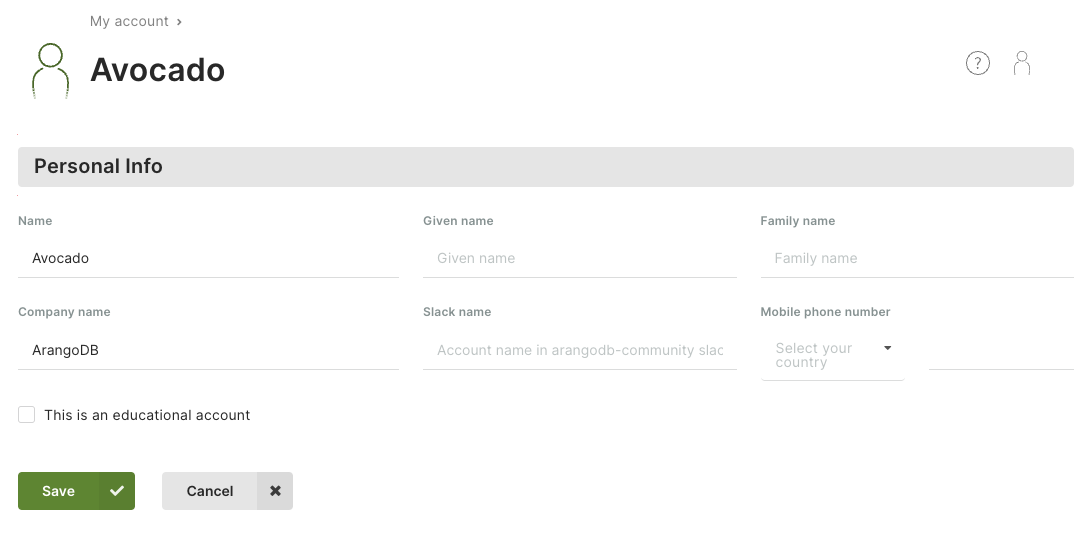 My account ›
Avocado
?
Personal Info
Name
Given name
Family name
Avocado
Given name
Family name
Company name
Slack name
Mobile phone number
ArangoDB
Account name in arangodb-community slac
Select your
country
This is an educational account
Save
Cancel